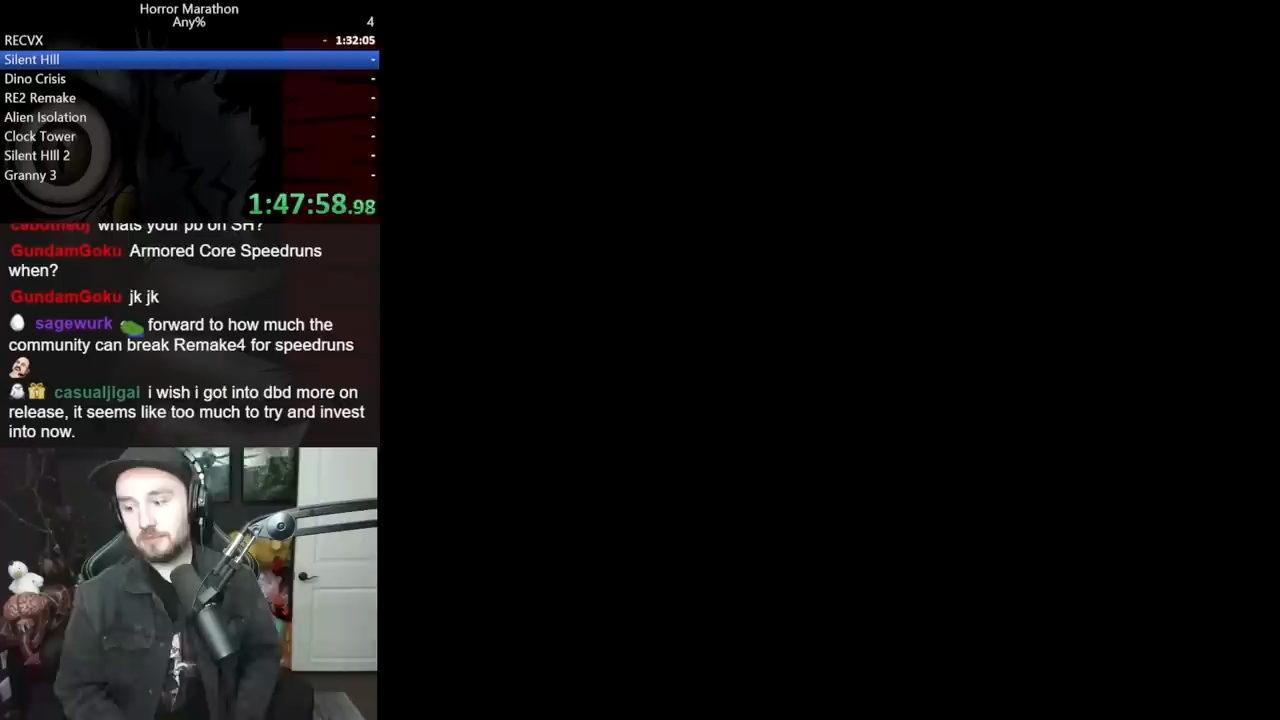 Horror Marathon
Any%
4
RECVX - 1:32:05
Silent HIll -
Dino Crisis -
RE2 Remake -
Alien Isolation -
Clock Tower -
Silent HIll 2 -
Granny 3 -
1:47:58.98
whats your pb on SH?
GundamGoku Armored Core Speedruns
when?
GundamGoku jk jk
sagewurk forward to how much the
community can break Remake4 for speedruns
casualjigai i wish i got into dbd more on
release, it seems like too much to try and invest
into now.